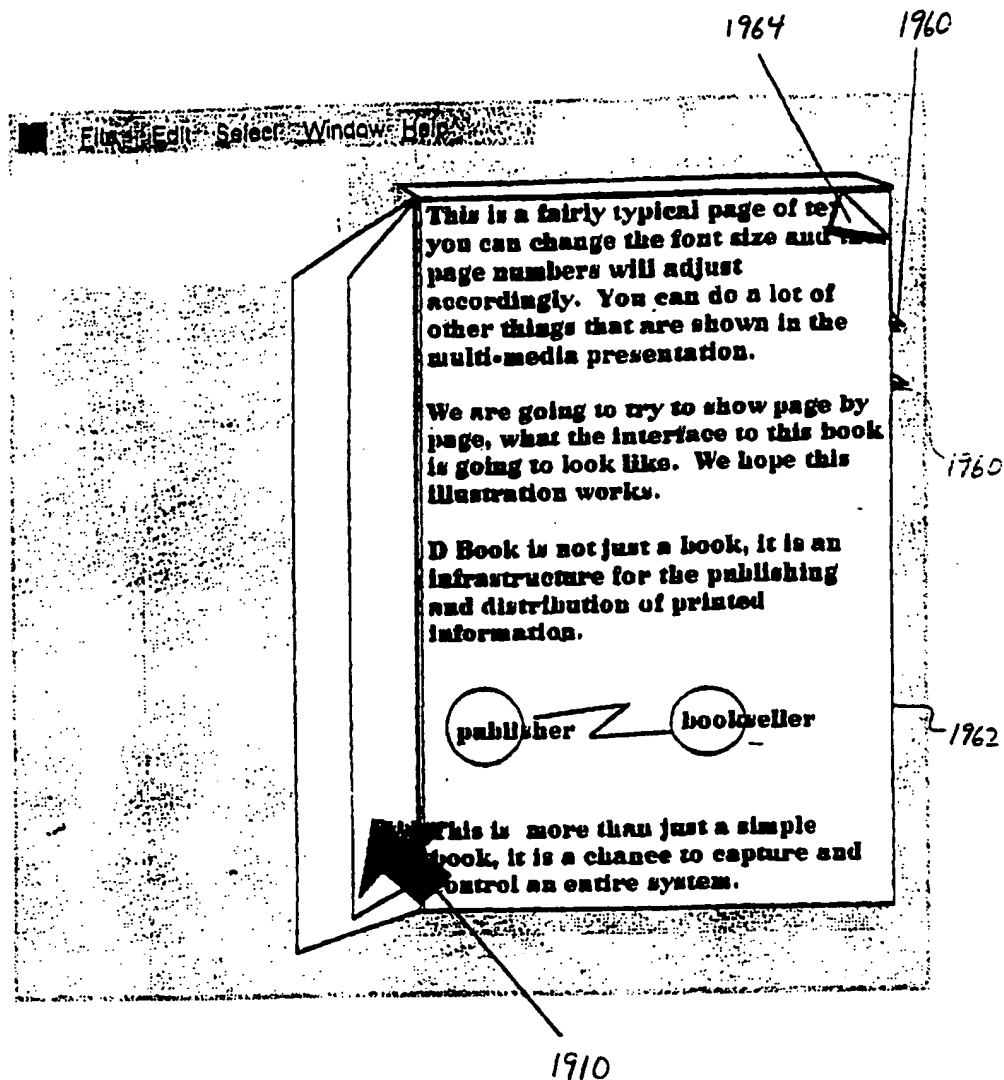 1964 1960
File Edit Select Window Help
This is a fairly typical page of
you can change the font size and
page numbers will adjust
accordingly. You can do a lot of
other things that are shown in the
multi-media presentation.
We are going to try to show page by
page, what the interface to this book
is going to look like. We hope this
illustration works.
1960
D Book is not just a book, it is an
infrastructure for the publishing
and distribution of printed
information.
publisher bookseller
1962
This is more than just a simple
book, it is a chance to capture and
control an entire system.
1910